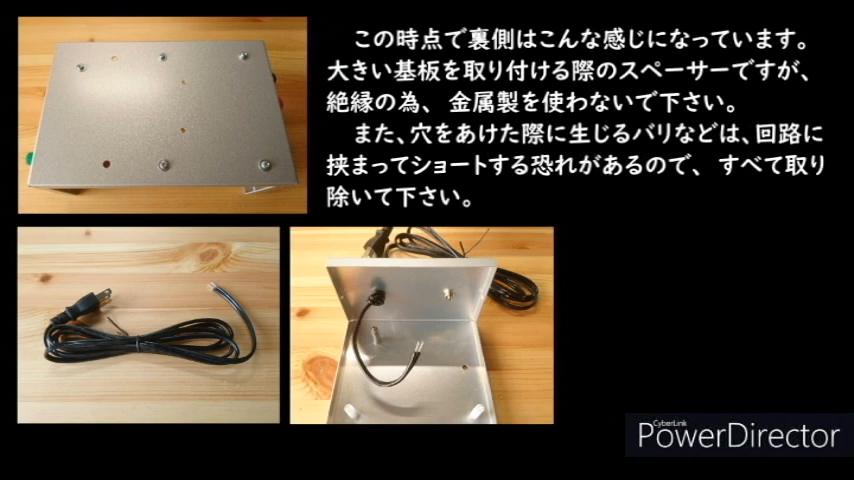 この時点で裏側はこんな感じになっています。
大きい基板を取り付ける際のスペーサーですが、
絶縁の為、金属製を使わないで下さい。
また、穴をあけた際に生じるバリなどは、回路に
挟まってショートする恐れがあるので、すべて取り
除いて下さい。
CyberLink
PowerDirector